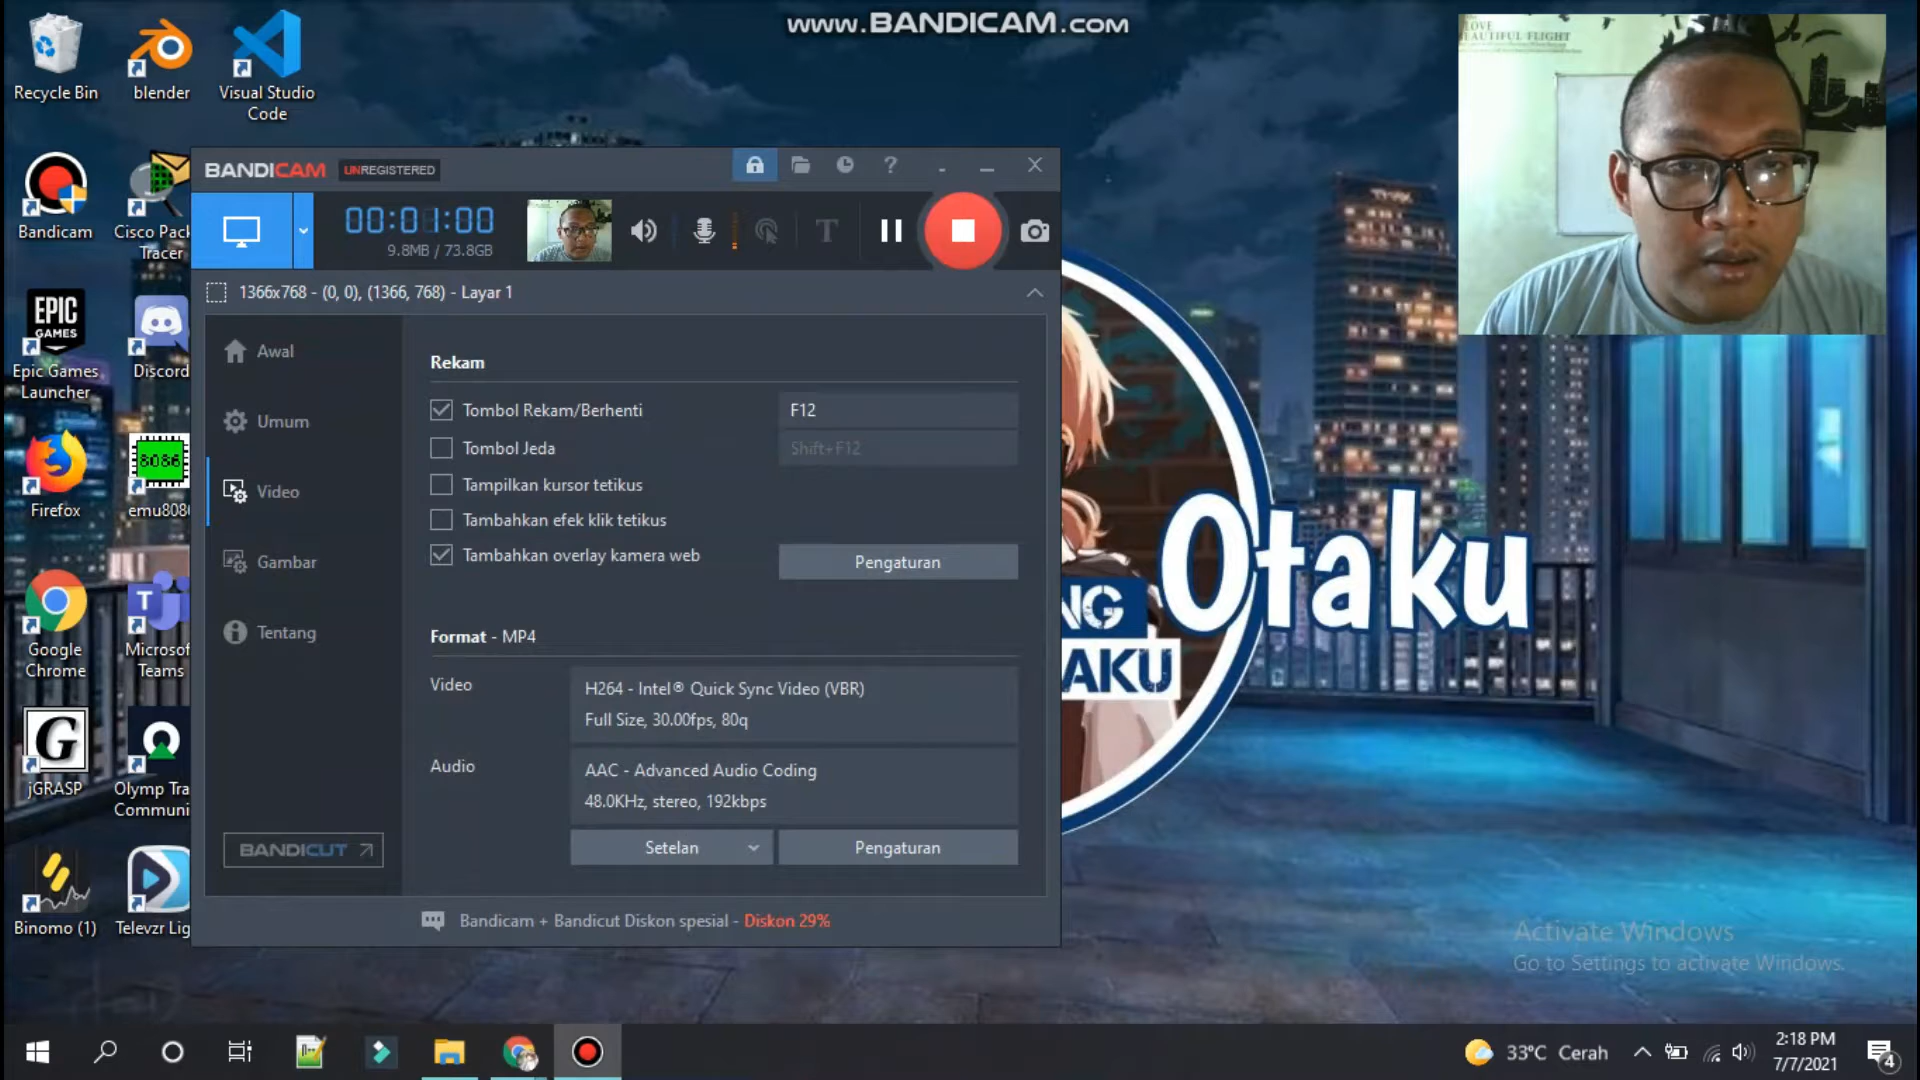 www.BANDICAM.com
LOVE
BEAUTIFUL FLIGHT
Recycle Bin
blender
Visual Studio
Code
Bandicam
Cisco Pack
Tracer
EPIC
GAMES
Epic Games
Launcher
Discord
Firefox
8086
emu808
Google
Chrome
Microsof
Teams
jGRASP
Olymp Tra
Communi
Binomo (1)
Televzr Lig
BANDICAM UNREGISTERED
00:01:00
9.8MB / 73.8GB
1366x768 - (0, 0), (1366, 768) - Layar 1
Awal
Umum
Video
Gambar
Tentang
BANDICUT
Rekam
Tombol Rekam/Berhenti
F12
Tombol Jeda
Shift+F12
Tampilkan kursor tetikus
Tambahkan efek klik tetikus
Tambahkan overlay kamera web
Pengaturan
Format - MP4
Video
H264 - Intel® Quick Sync Video (VBR)
Full Size, 30.00fps, 80q
Audio
AAC - Advanced Audio Coding
48.0KHz, stereo, 192kbps
Setelan
Pengaturan
Bandicam + Bandicut Diskon spesial - Diskon 29%
Otaku
NG
AKU
Activate Windows
Go to Settings to activate Windows.
33°C Cerah
2:18 PM
7/7/2021
4